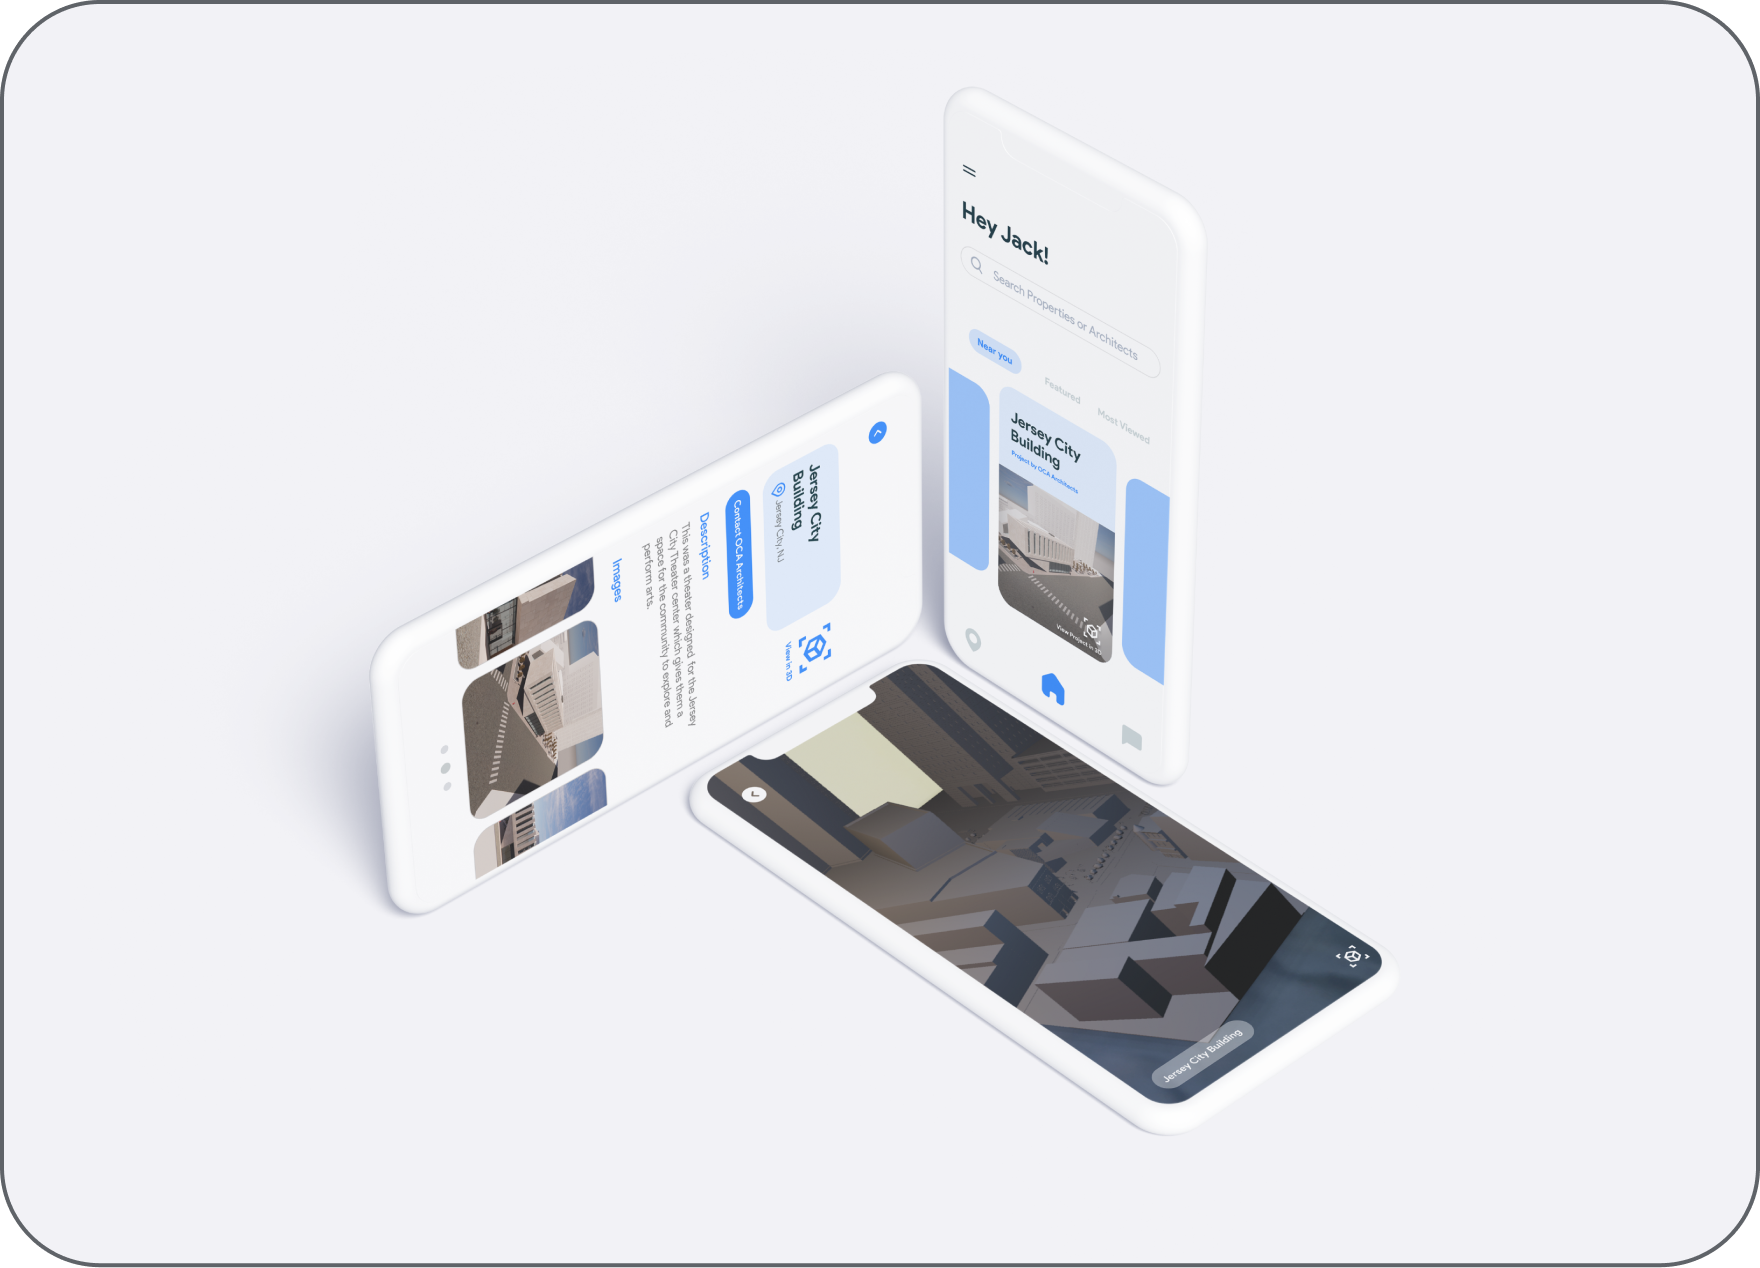 Hey Jack!
Search Properties or Architects
Near you
Featured
Most Viewed
Jersey City
Building
Project by OCA Architects
View Project in 3D
Jersey City
Building
Jersey City, NJ
View in 3D
Contact OCA Architects
Description
This was a theater designed for the Jersey
City Theater center which gives them a
space for the community to explore and
perform arts.
Images
Jersey City Building